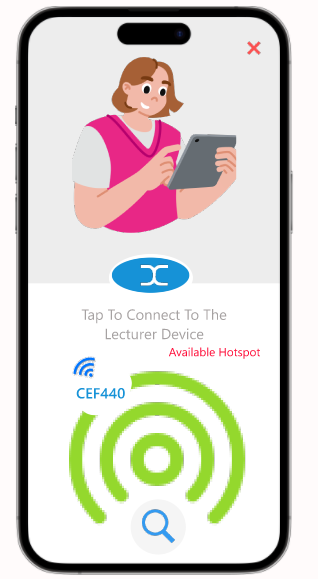 Tap To Connect To The
Lecturer Device
Available Hotspot
CEF440